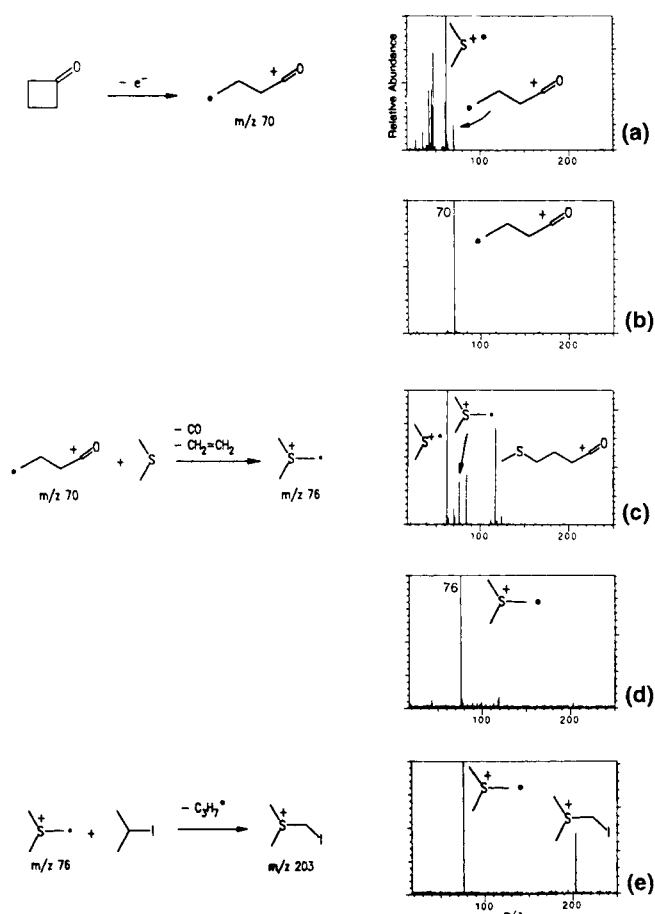 O
− e⁻
•
+
O
m/z 70
Relative Abundance
S+•
+
O
•
100
200
(a)
70
+
O
•
100
200
(b)
•
+
O
m/z 70
+
S
− CO
− CH₂=CH₂
+
S •
m/z 76
S+•
+
S •
S
+
O
100
200
(c)
76
+
S •
100
200
(d)
+
S •
m/z 76
+
I
− C₃H₇•
+
S
I
m/z 203
+
S •
+
S
I
100
200
m/z
(e)